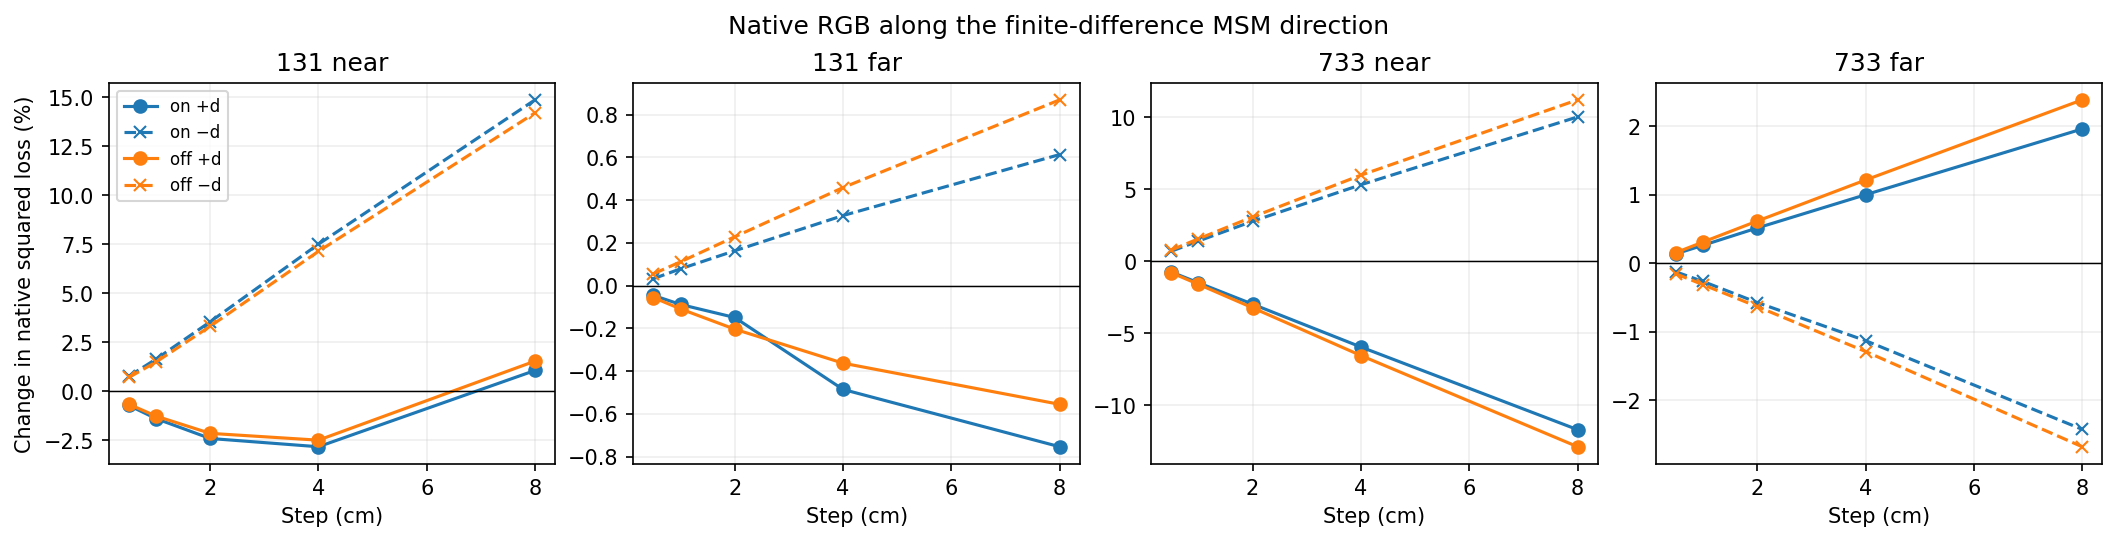 Native RGB along the finite-difference MSM direction
131 near
131 far
733 near
733 far
Change in native squared loss (%)
15.0
12.5
10.0
7.5
5.0
2.5
0.0
−2.5
on +d
on −d
off +d
off −d
2 4 6 8
Step (cm)
0.8
0.6
0.4
0.2
0.0
−0.2
−0.4
−0.6
−0.8
2 4 6 8
Step (cm)
10
5
0
−5
−10
2 4 6 8
Step (cm)
2
1
0
−1
−2
2 4 6 8
Step (cm)